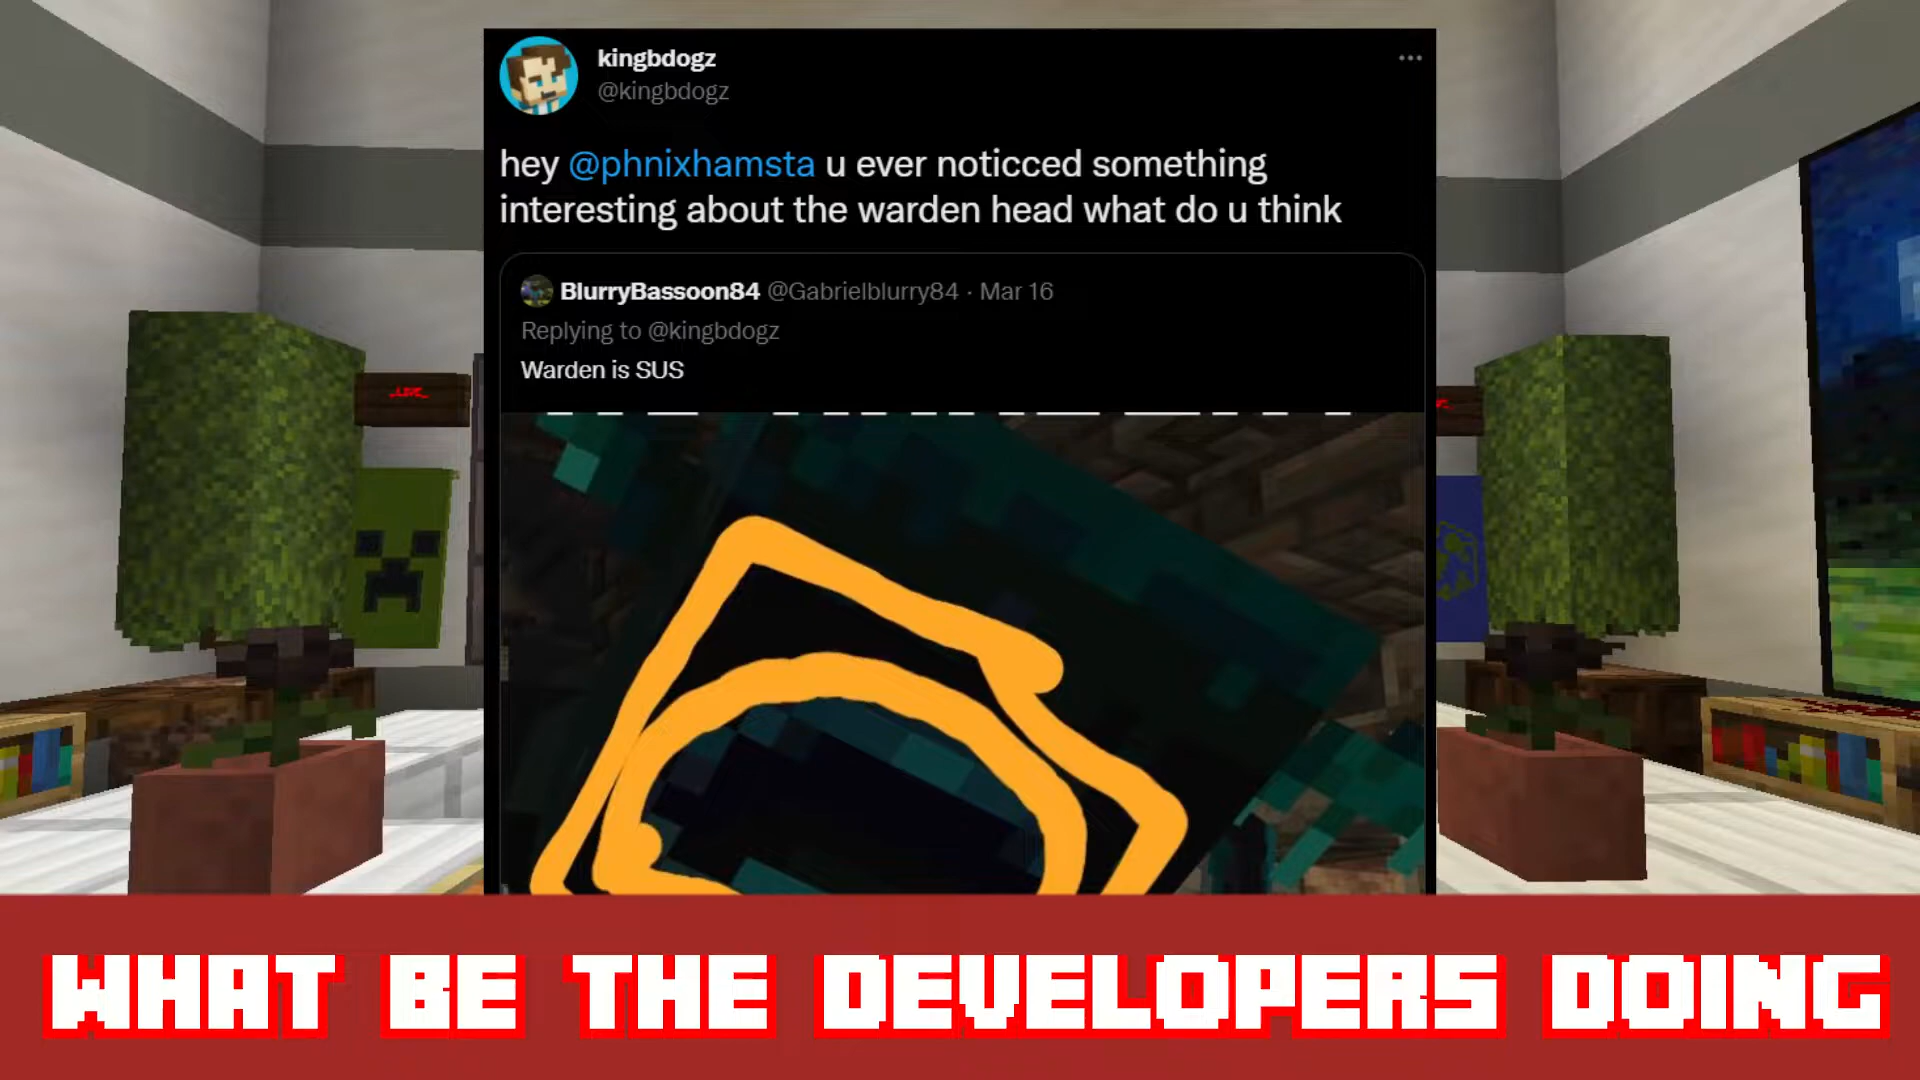 kingbdogz
@kingbdogz
hey @phnixhamsta u ever noticced something
interesting about the warden head what do u think
BlurryBassoon84 @Gabrielblurry84 · Mar 16
Replying to @kingbdogz
Warden is SUS
WHAT BE THE DEVELOPERS DOING